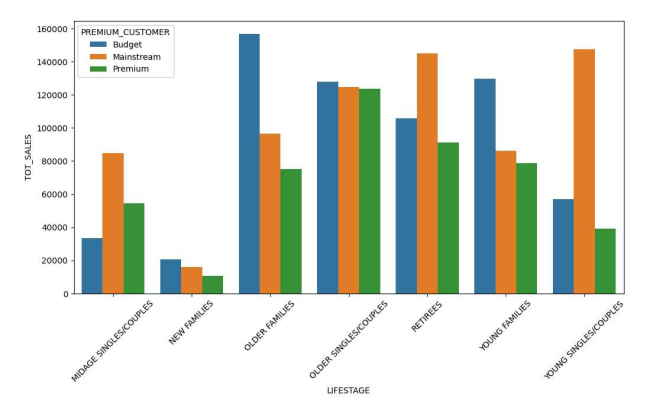 PREMIUM_CUSTOMER
Budget
Mainstream
Premium
TOT_SALES
160000
140000
120000
100000
80000
60000
40000
20000
0
MIDAGE SINGLES/COUPLES
NEW FAMILIES
OLDER FAMILIES
OLDER SINGLES/COUPLES
RETIREES
YOUNG FAMILIES
YOUNG SINGLES/COUPLES
LIFESTAGE